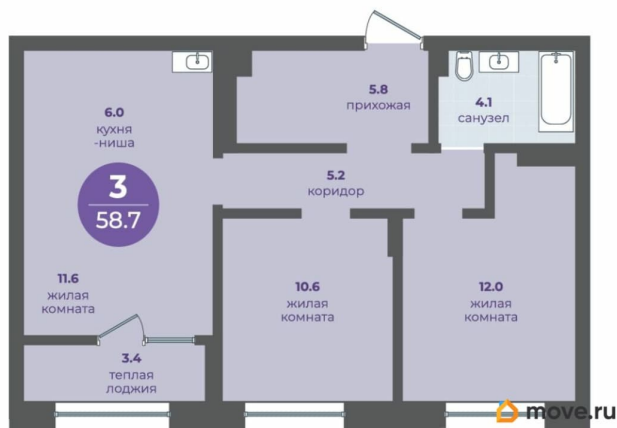 5.8
прихожая
4.1
санузел
6.0
кухня
-ниша
5.2
коридор
3
58.7
11.6
жилая
комната
10.6
жилая
комната
12.0
жилая
комната
3.4
теплая
лоджия
move.ru